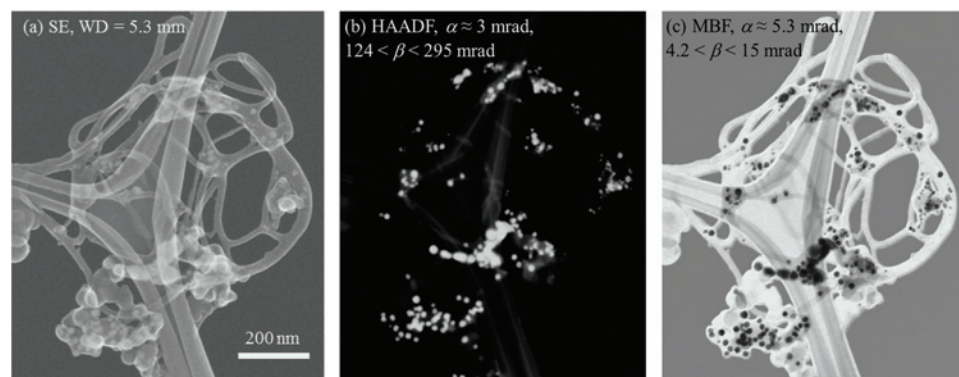 (a) SE, WD = 5.3 mm
(b) HAADF, α ≈ 3 mrad,
124 < β < 295 mrad
(c) MBF, α ≈ 5.3 mrad,
4.2 < β < 15 mrad
200 nm